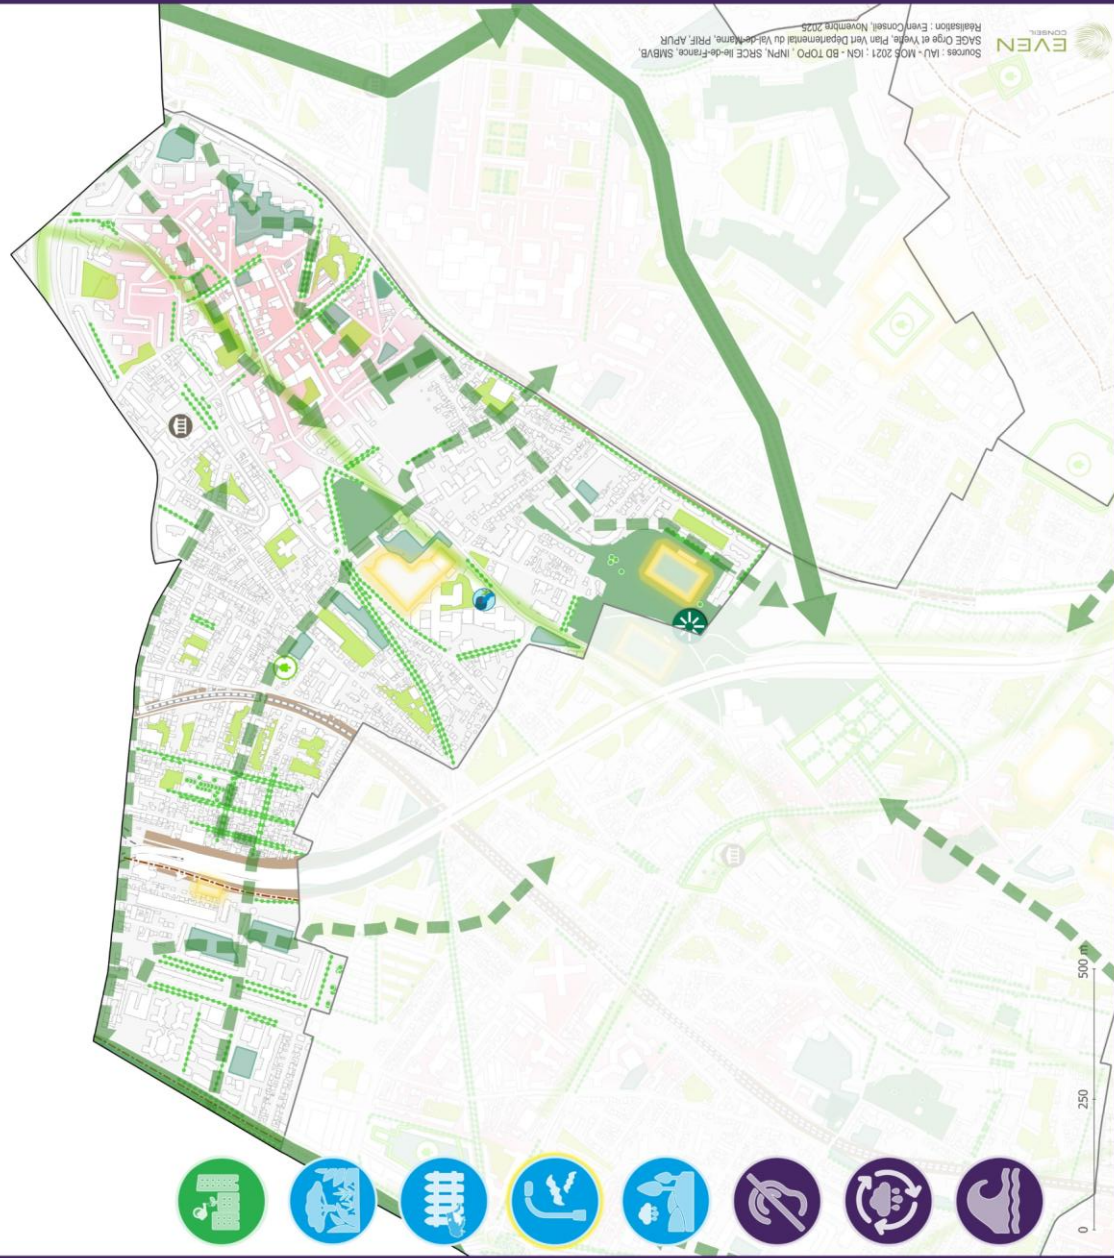 EVEN
CONSEIL
Sources : IAU - MOS 2021 ; IGN - BD TOPO , INPN, SRCE Ile-de-France, SMBVB,
SAGE Orge et Yvette, Plan Vert Départemental du Val-de-Marne, PRIF, APUR
Réalisation : Even Conseil, Novembre 2025
0
250
500 m